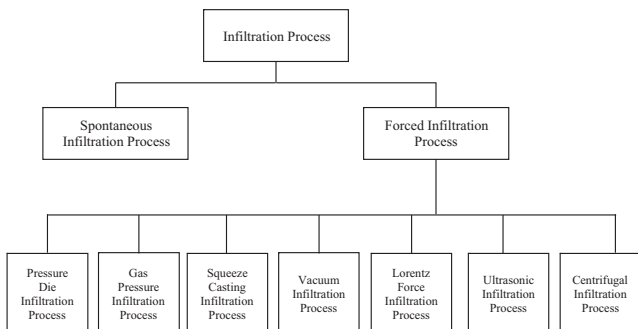 Infiltration Process
Spontaneous
Infiltration Process
Forced Infiltration
Process
Pressure
Die
Infiltration
Process
Gas
Pressure
Infiltration
Process
Squeeze
Casting
Infiltration
Process
Vacuum
Infiltration
Process
Lorentz
Force
Infiltration
Process
Ultrasonic
Infiltration
Process
Centrifugal
Infiltration
Process